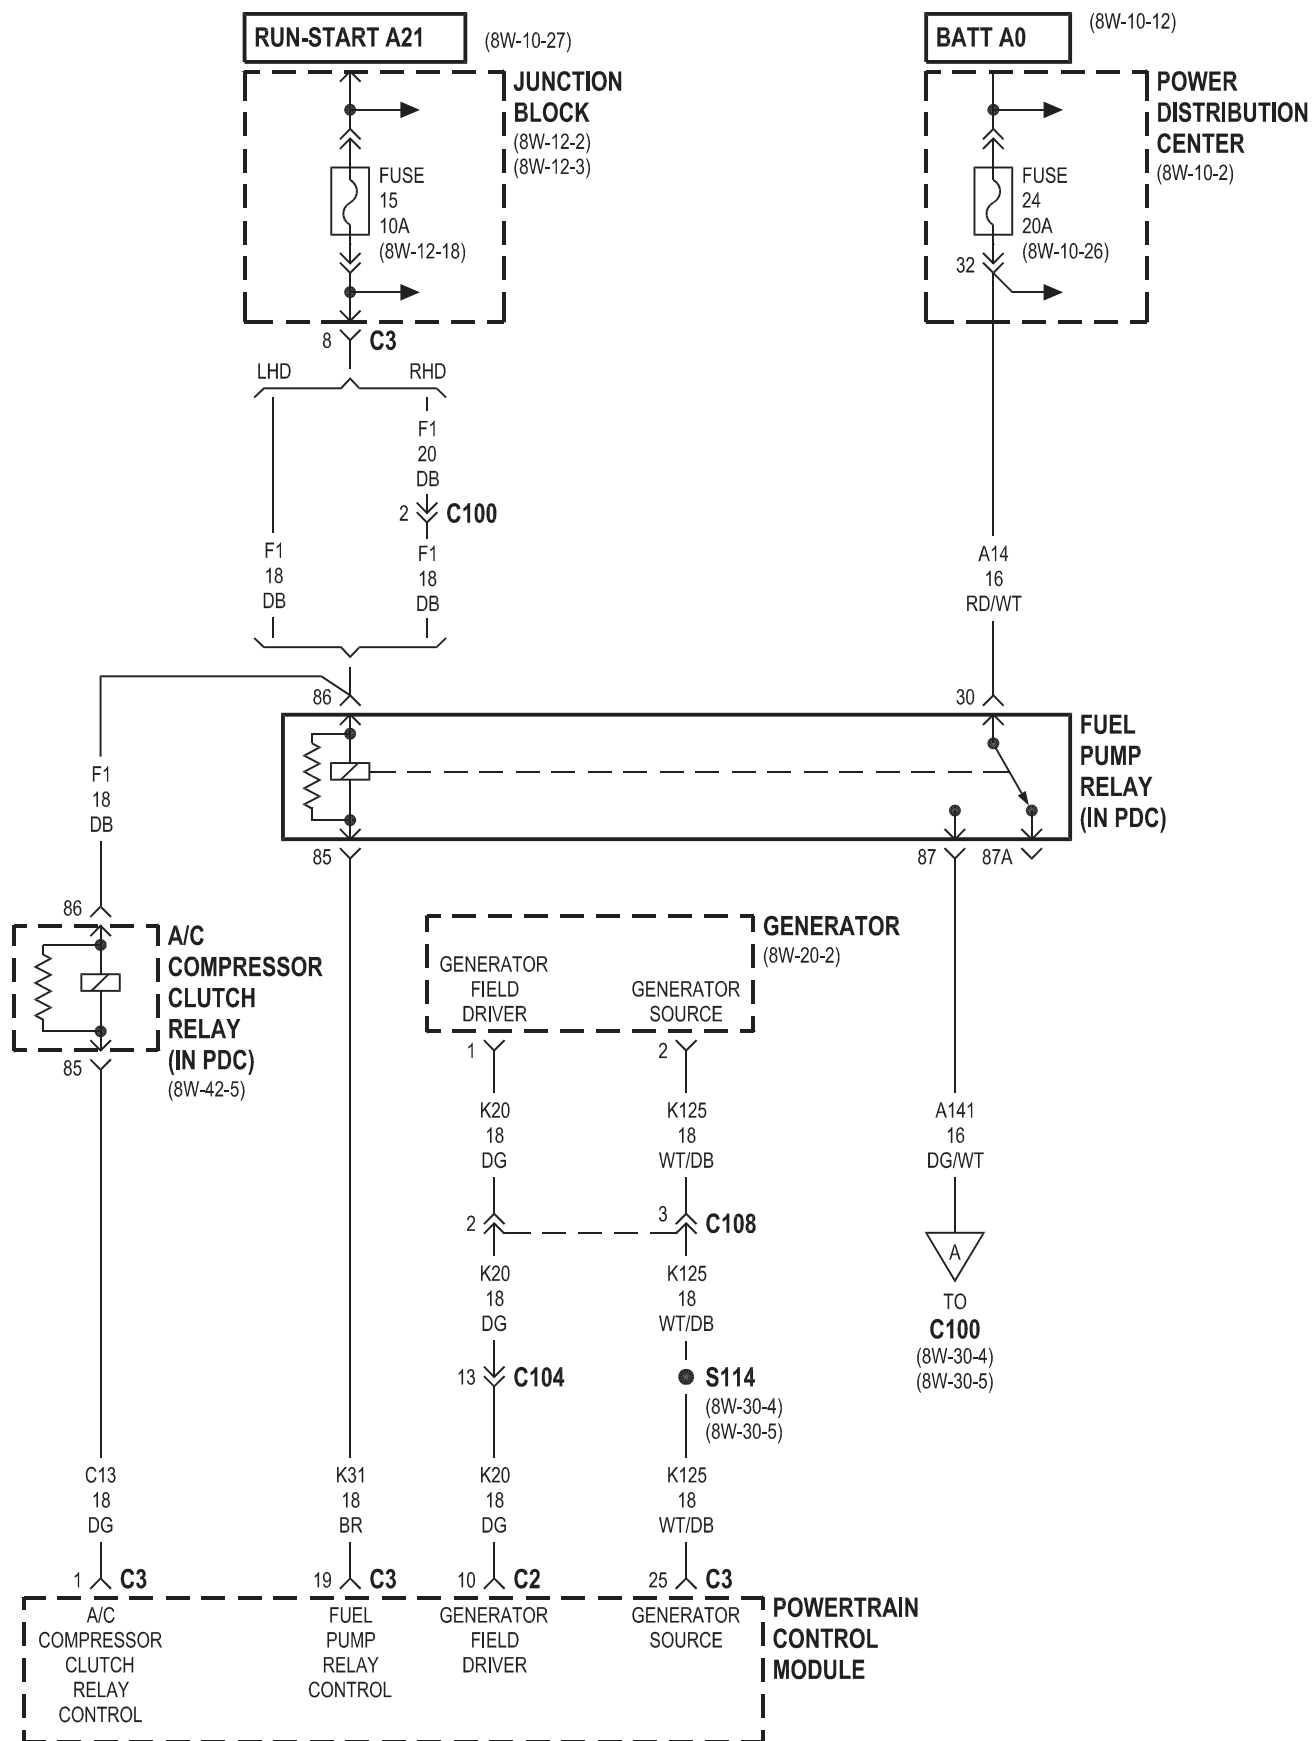 RUN-START A21
(8W-10-27)
BATT A0
(8W-10-12)
JUNCTION
BLOCK
(8W-12-2)
(8W-12-3)
FUSE
15
10A
(8W-12-18)
POWER
DISTRIBUTION
CENTER
(8W-10-2)
FUSE
24
20A
(8W-10-26)
32
8
C3
LHD
RHD
F1
20
DB
2
C100
F1
18
DB
F1
18
DB
A14
16
RD/WT
86
30
FUEL
PUMP
RELAY
(IN PDC)
F1
18
DB
85
87
87A
86
A/C
COMPRESSOR
CLUTCH
RELAY
(IN PDC)
(8W-42-5)
85
GENERATOR
(8W-20-2)
GENERATOR
FIELD
DRIVER
GENERATOR
SOURCE
1
2
K20
18
DG
K125
18
WT/DB
A141
16
DG/WT
2
3
C108
K20
18
DG
K125
18
WT/DB
A
TO
C100
(8W-30-4)
(8W-30-5)
13
C104
S114
(8W-30-4)
(8W-30-5)
C13
18
DG
K31
18
BR
K20
18
DG
K125
18
WT/DB
1
C3
19
C3
10
C2
25
C3
A/C
COMPRESSOR
CLUTCH
RELAY
CONTROL
FUEL
PUMP
RELAY
CONTROL
GENERATOR
FIELD
DRIVER
GENERATOR
SOURCE
POWERTRAIN
CONTROL
MODULE